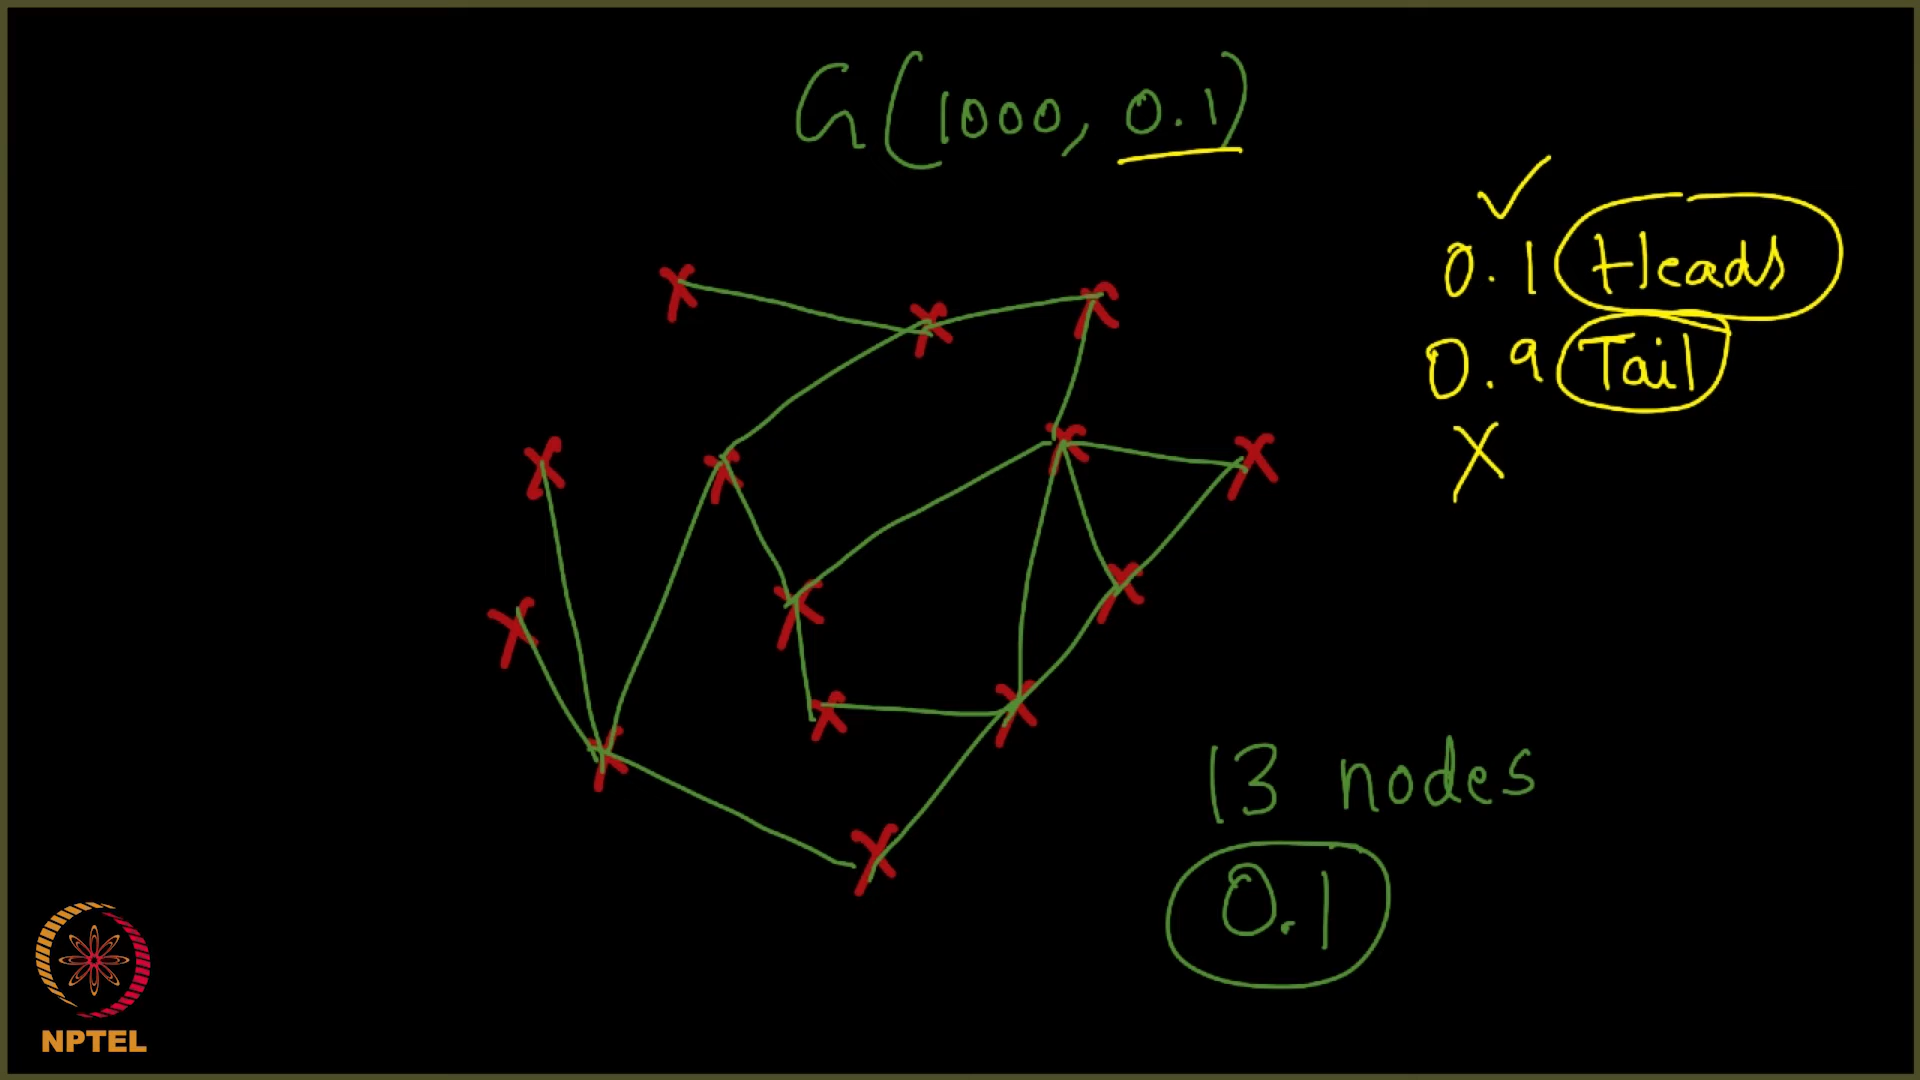 G(1000, 0.1)
✓
0.1 Heads
0.9 Tail
X
13 nodes
0.1
NPTEL